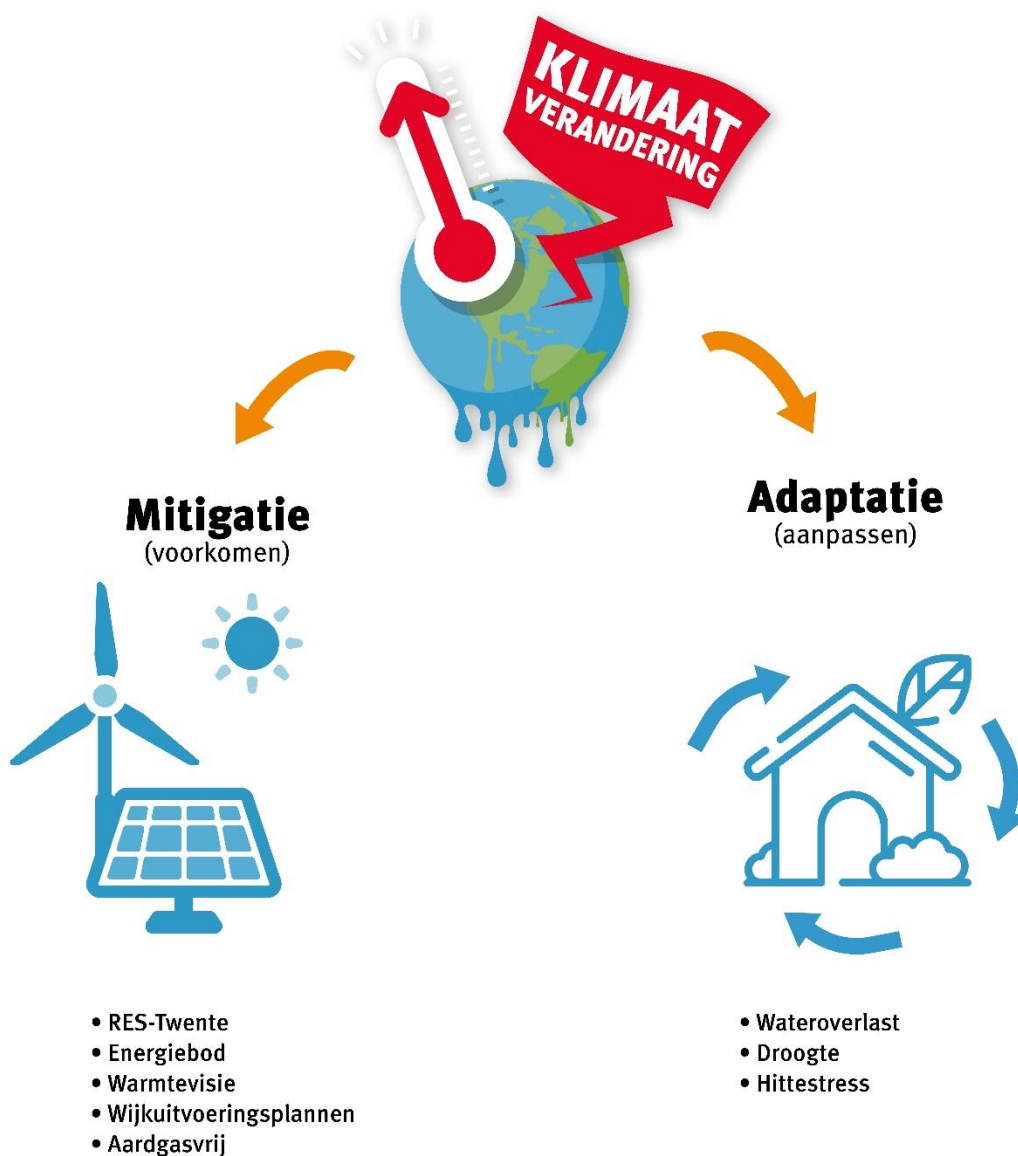 KLIMAAT
VERANDERING
Mitigatie
(voorkomen)
Adaptatie
(aanpassen)
• RES-Twente
• Energiebod
• Warmtevisie
• Wijkuitvoeringsplannen
• Aardgasvrij
• Wateroverlast
• Droogte
• Hittestress